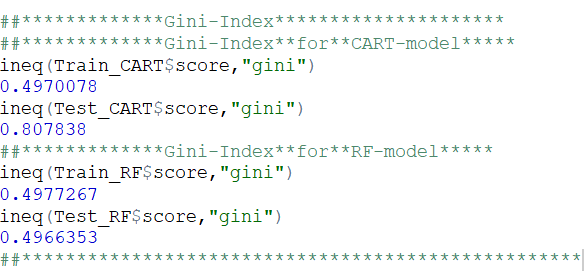 ##*************Gini-Index*********************
##*************Gini-Index**for**CART-model*****
ineq(Train_CART$score,"gini")
0.4970078
ineq(Test_CART$score,"gini")
0.807838
##*************Gini-Index**for**RF-model*****
ineq(Train_RF$score,"gini")
0.4977267
ineq(Test_RF$score,"gini")
0.4966353
##***************************************************